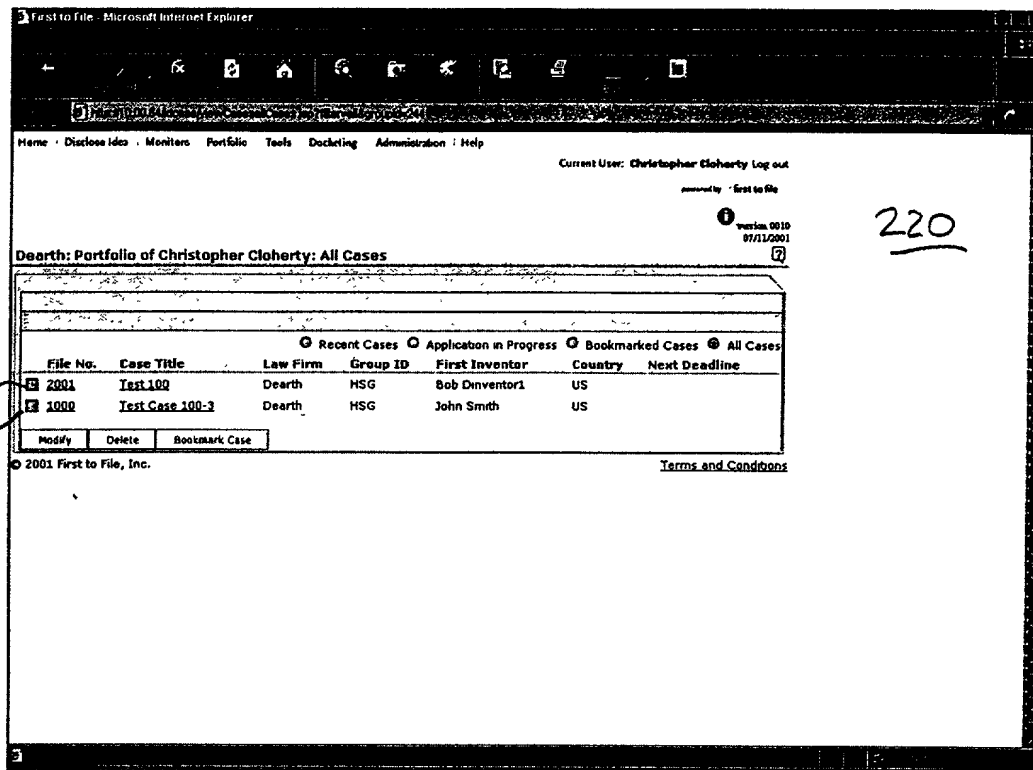 First to File - Microsoft Internet Explorer
Home Disclose Idea Monitors Portfolio Tools Docketing Administration Help
Current User: Christopher Cloherty Log out
powered by first to file
version 0010
07/11/2001
220
Dearth: Portfolio of Christopher Cloherty: All Cases
Recent Cases Application in Progress Bookmarked Cases All Cases
File No. Case Title Law Firm Group ID First Inventor Country Next Deadline
2001 Test 100 Dearth HSG Bob Dinventor1 US
1000 Test Case 100-3 Dearth HSG John Smith US
Modify Delete Bookmark Case
© 2001 First to File, Inc. Terms and Conditions